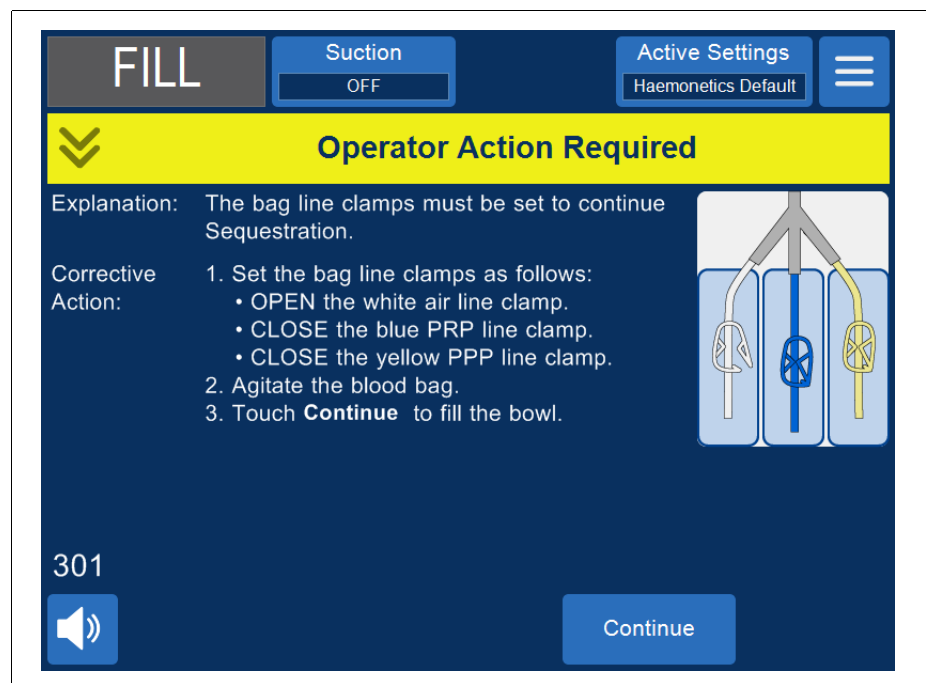 FILL
Suction
OFF
Active Settings
Haemonetics Default
Operator Action Required
Explanation: The bag line clamps must be set to continue
Sequestration.
Corrective 1. Set the bag line clamps as follows:
Action: • OPEN the white air line clamp.
• CLOSE the blue PRP line clamp.
• CLOSE the yellow PPP line clamp.
2. Agitate the blood bag.
3. Touch Continue to fill the bowl.
301
Continue